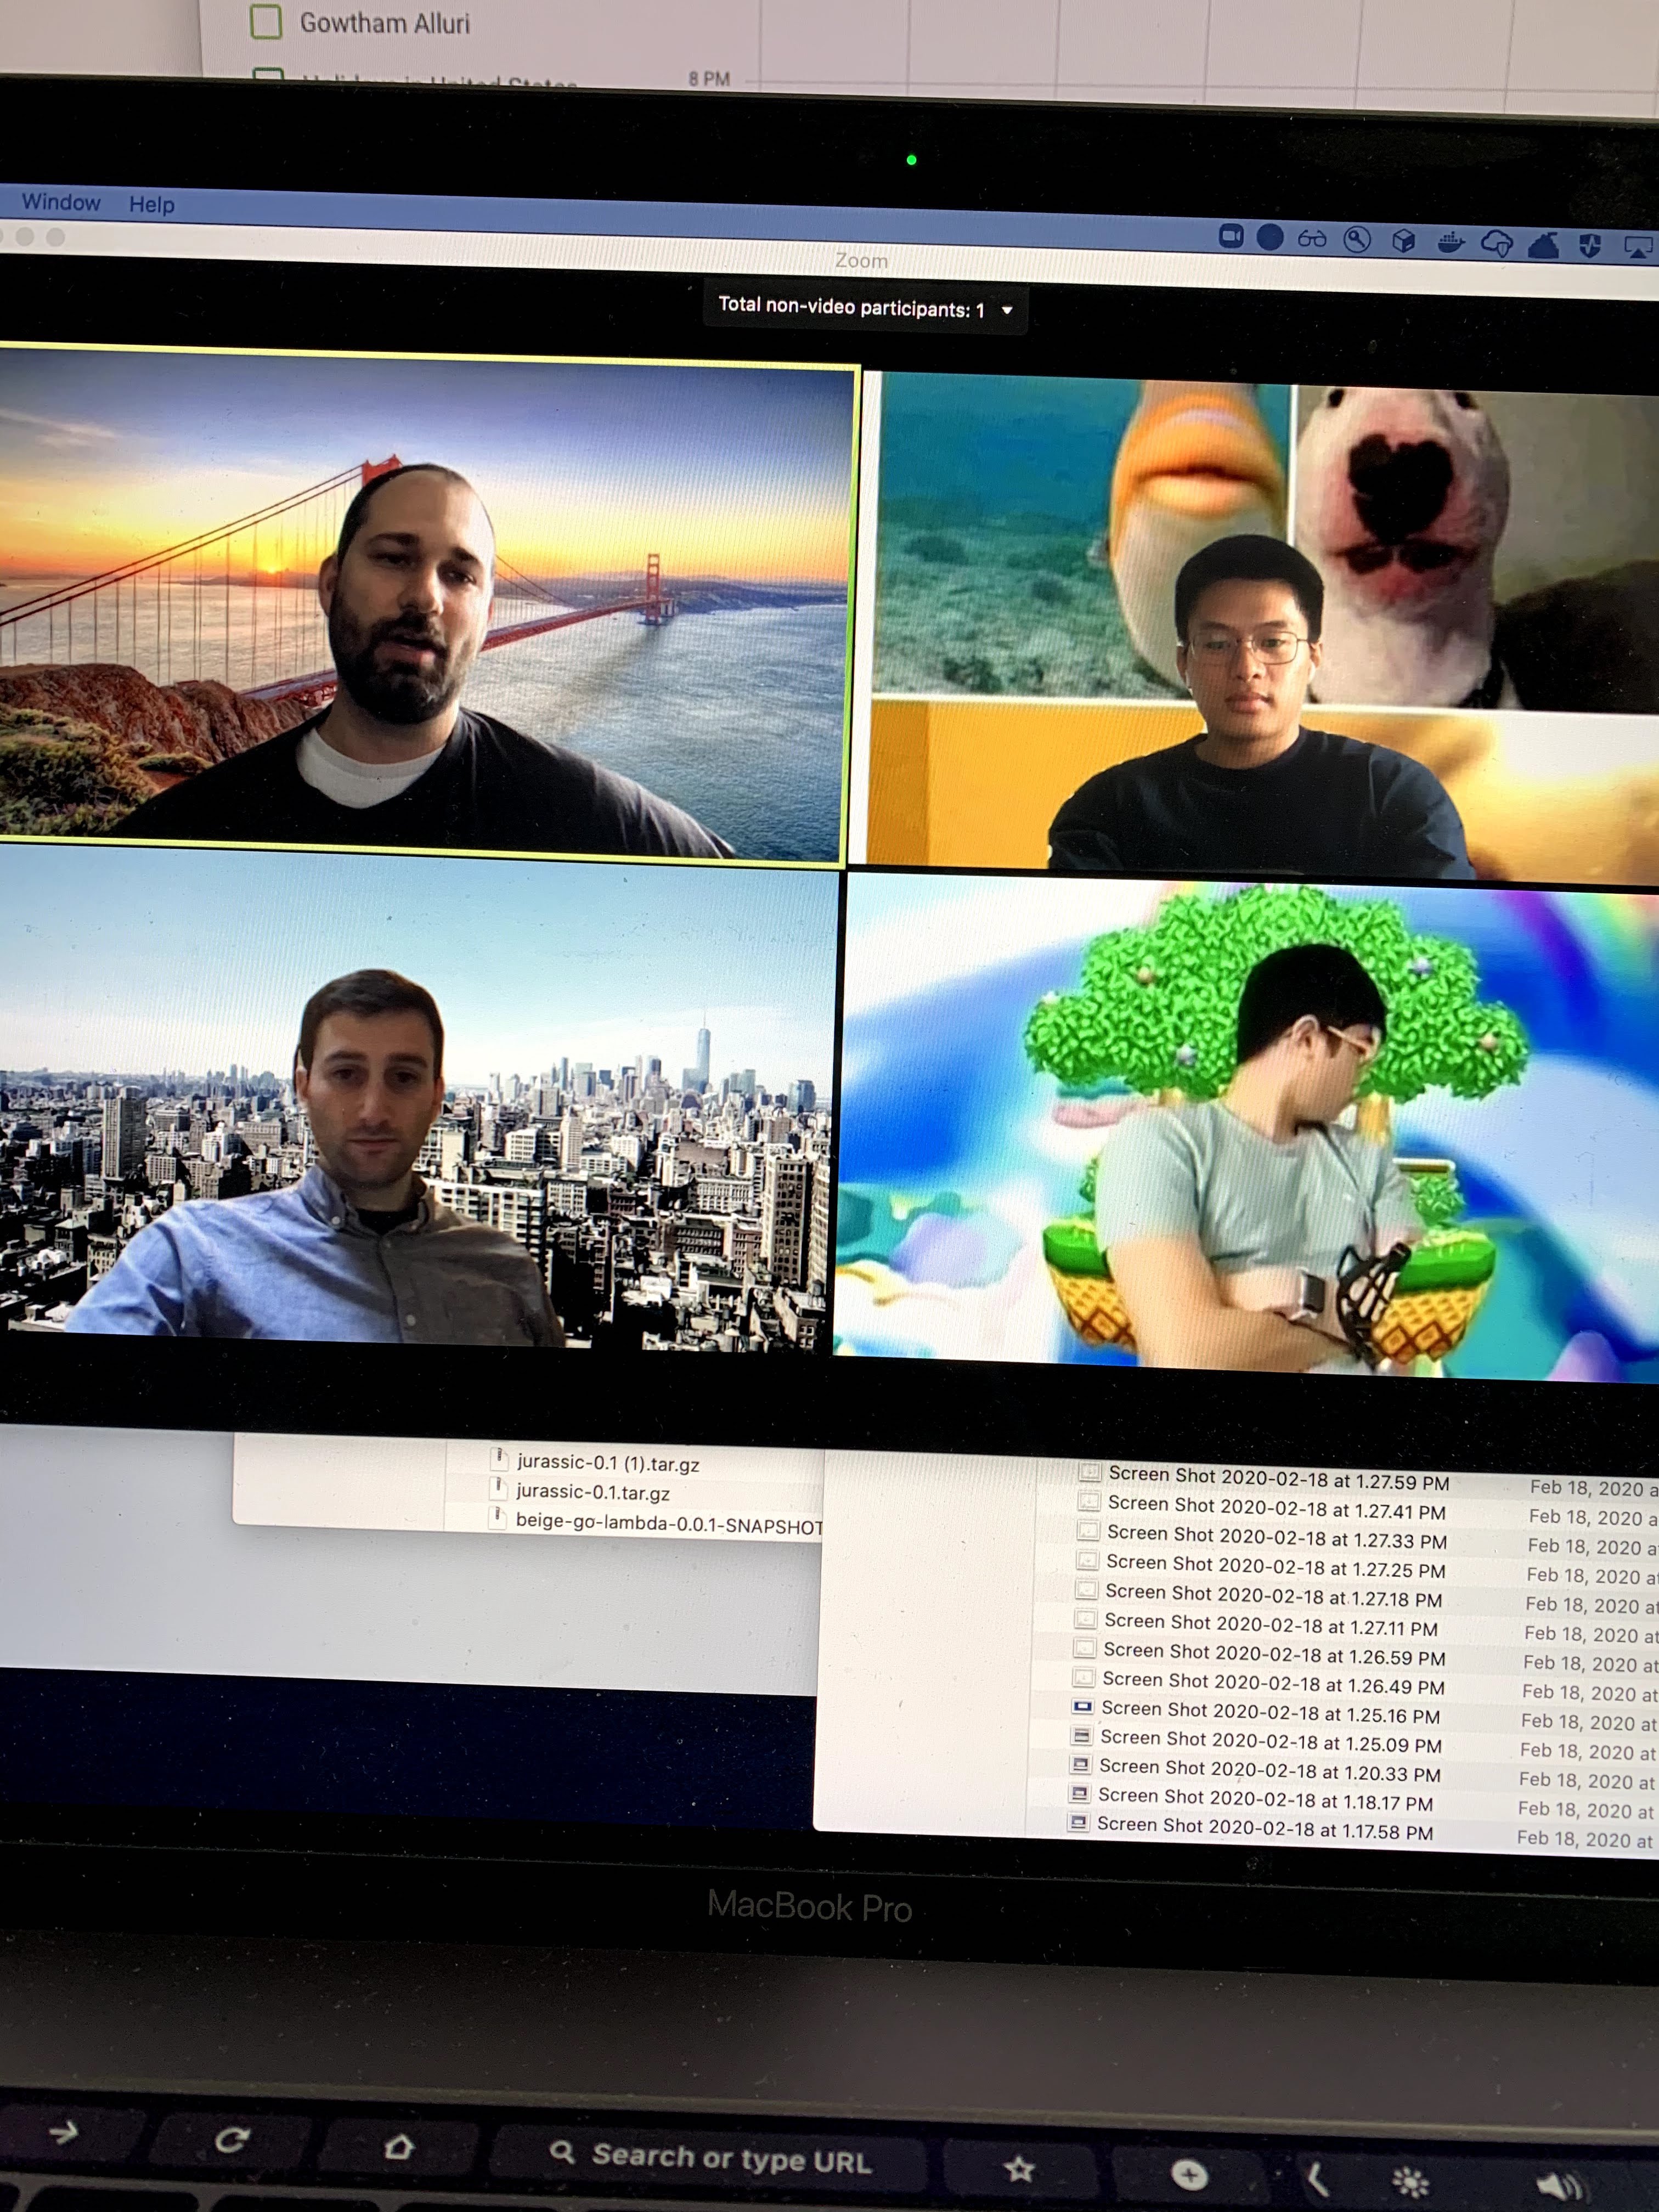 Gowtham Alluri
Holidays in United States
8 PM
Window Help
Zoom
Total non-video participants: 1
jurassic-0.1 (1).tar.gz
jurassic-0.1.tar.gz
beige-go-lambda-0.0.1-SNAPSHOT
Screen Shot 2020-02-18 at 1.27.59 PM Feb 18, 2020 a
Screen Shot 2020-02-18 at 1.27.41 PM Feb 18, 2020 a
Screen Shot 2020-02-18 at 1.27.33 PM Feb 18, 2020 a
Screen Shot 2020-02-18 at 1.27.25 PM Feb 18, 2020 at
Screen Shot 2020-02-18 at 1.27.18 PM Feb 18, 2020 at
Screen Shot 2020-02-18 at 1.27.11 PM Feb 18, 2020 at
Screen Shot 2020-02-18 at 1.26.59 PM Feb 18, 2020 at
Screen Shot 2020-02-18 at 1.26.49 PM Feb 18, 2020 at
Screen Shot 2020-02-18 at 1.25.16 PM Feb 18, 2020 at
Screen Shot 2020-02-18 at 1.25.09 PM Feb 18, 2020 at
Screen Shot 2020-02-18 at 1.20.33 PM Feb 18, 2020 at
Screen Shot 2020-02-18 at 1.18.17 PM Feb 18, 2020 at
Screen Shot 2020-02-18 at 1.17.58 PM Feb 18, 2020 at
MacBook Pro
Search or type URL